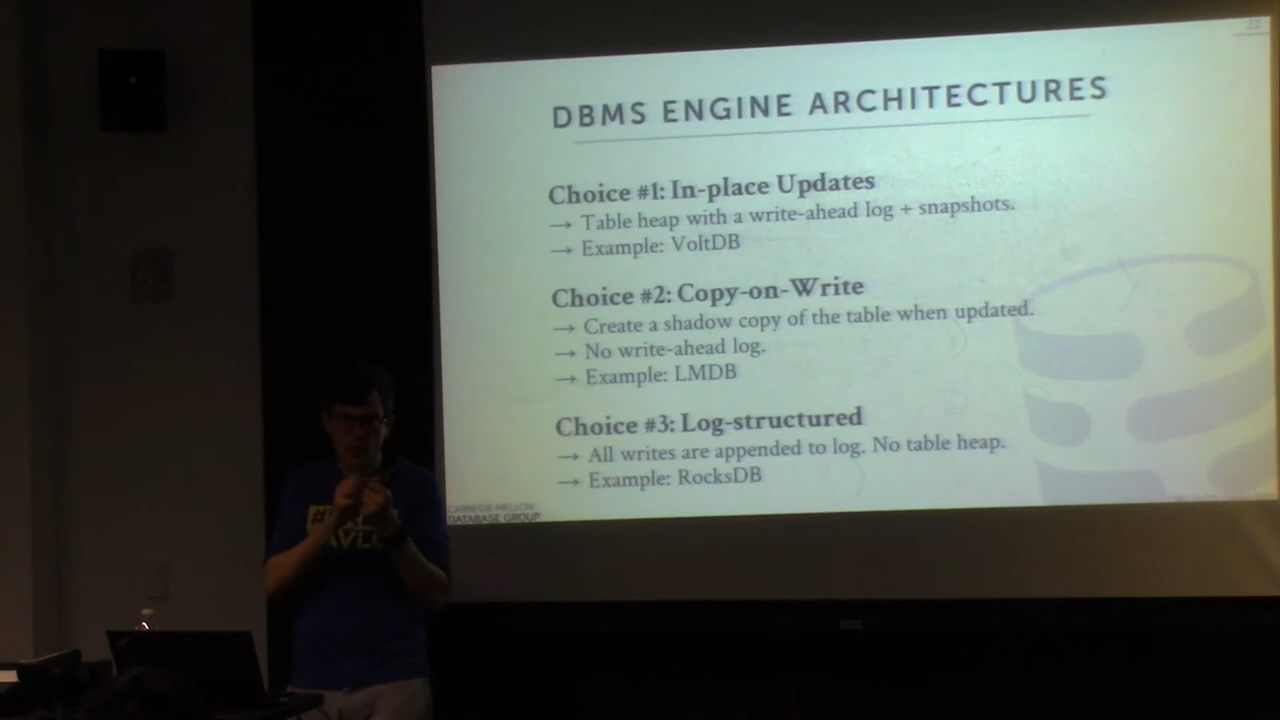 22
DBMS ENGINE ARCHITECTURES
Choice #1: In-place Updates
→ Table heap with a write-ahead log + snapshots.
→ Example: VoltDB
Choice #2: Copy-on-Write
→ Create a shadow copy of the table when updated.
→ No write-ahead log.
→ Example: LMDB
Choice #3: Log-structured
→ All writes are appended to log. No table heap.
→ Example: RocksDB
CARNEGIE MELLON
DATABASE GROUP